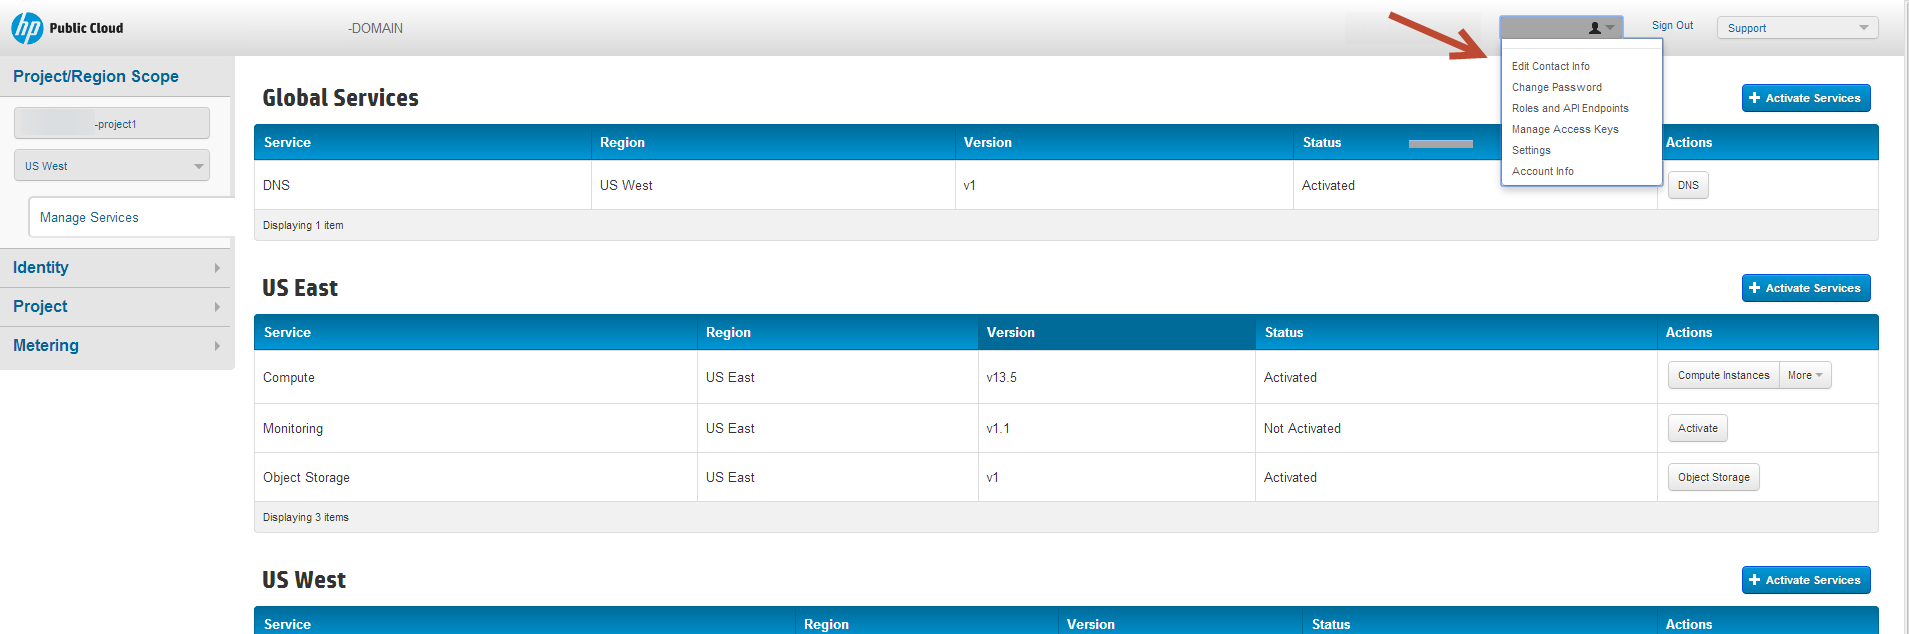 hp Public Cloud
-DOMAIN
Sign Out
Support
Edit Contact Info
Change Password
Roles and API Endpoints
Manage Access Keys
Settings
Account Info
Project/Region Scope
-project1
US West
Manage Services
Identity
Project
Metering
Global Services
+ Activate Services
Service Region Version Status Actions
DNS US West v1 Activated DNS
Displaying 1 item
US East
+ Activate Services
Service Region Version Status Actions
Compute US East v13.5 Activated Compute Instances More
Monitoring US East v1.1 Not Activated Activate
Object Storage US East v1 Activated Object Storage
Displaying 3 items
US West
+ Activate Services
Service Region Version Status Actions